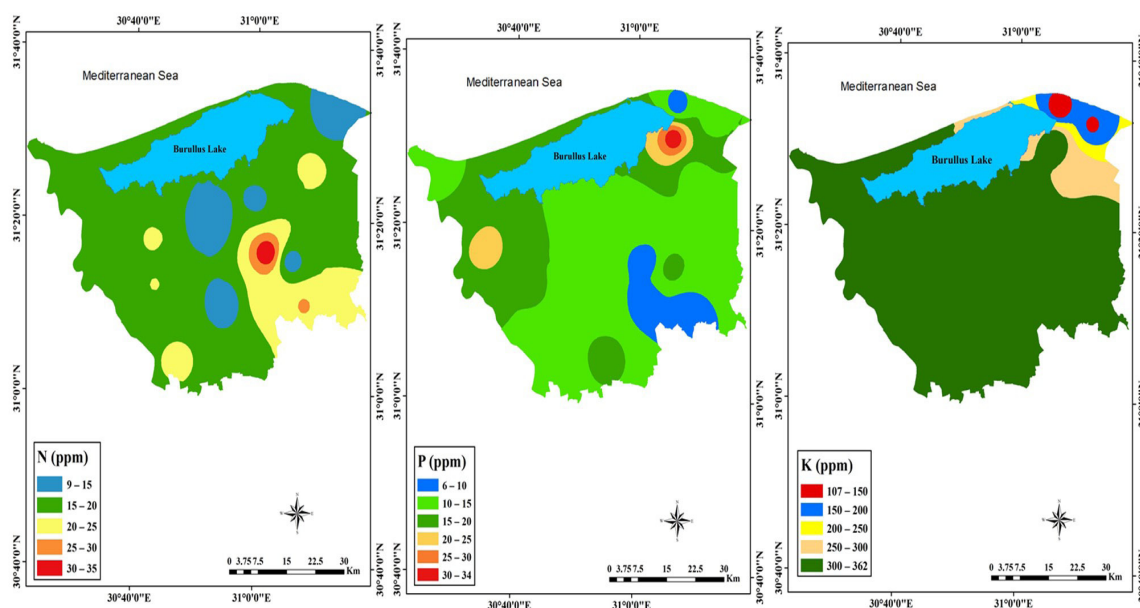 30°40'0"E 31°0'0"E
31°40'0"N
31°20'0"N
31°0'0"N
30°40'0"N
Mediterranean Sea
Burullus Lake
N (ppm)
9 – 15
15 – 20
20 – 25
25 – 30
30 – 35
0 3.75 7.5 15 22.5 30
Km
30°40'0"E 31°0'0"E
30°40'0"E 31°0'0"E
31°40'0"N
31°20'0"N
31°0'0"N
30°40'0"N
Mediterranean Sea
Burullus Lake
P (ppm)
6 – 10
10 – 15
15 – 20
20 – 25
25 – 30
30 – 34
0 3.75 7.5 15 22.5 30
Km
30°40'0"E 31°0'0"E
30°40'0"E 31°0'0"E
31°40'0"N
31°20'0"N
31°0'0"N
30°40'0"N
Mediterranean Sea
Burullus Lake
K (ppm)
107 – 150
150 – 200
200 – 250
250 – 300
300 – 362
0 3.75 7.5 15 22.5 30
Km
30°40'0"E 31°0'0"E